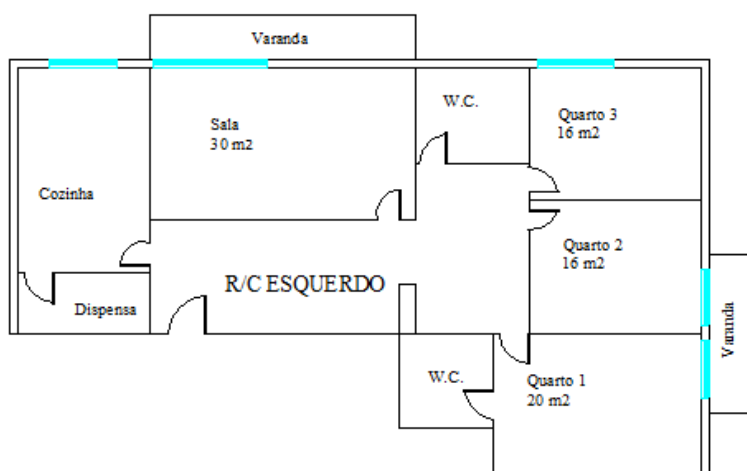 Varanda
W.C.
Sala
30 m2
Quarto 3
16 m2
Cozinha
Quarto 2
16 m2
R/C ESQUERDO
Dispensa
Varanda
W.C.
Quarto 1
20 m2